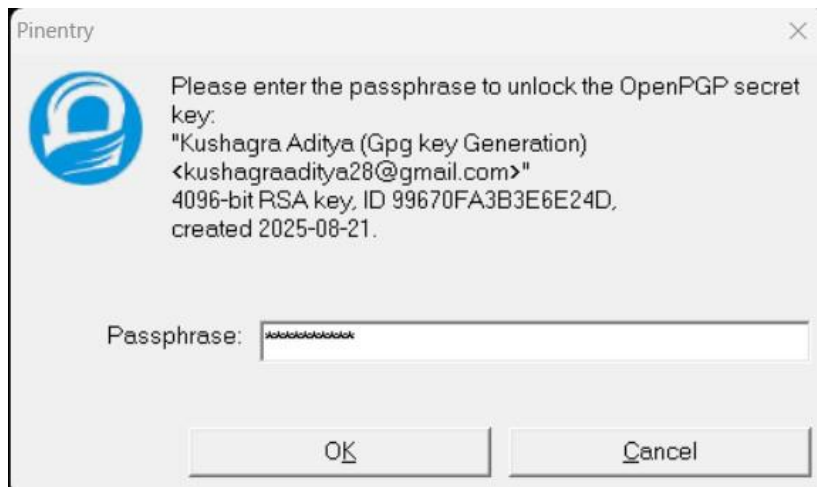 Pinentry
Please enter the passphrase to unlock the OpenPGP secret
key:
"Kushagra Aditya (Gpg key Generation)
<kushagraaditya28@gmail.com>"
4096-bit RSA key, ID 99670FA3B3E6E24D,
created 2025-08-21.
Passphrase: ***********
OK
Cancel